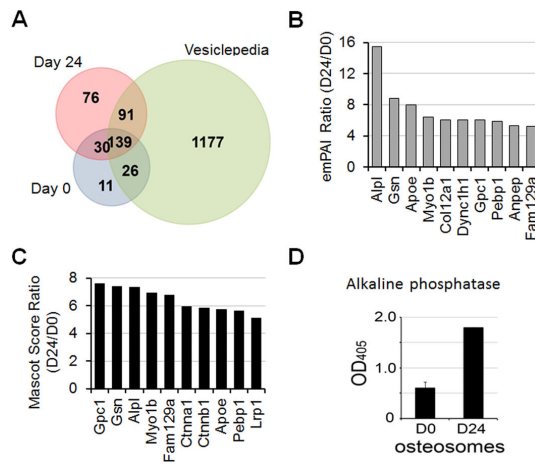 A
Day 24
Vesiclepedia
76
91
30
139
1177
26
11
Day 0
B
emPAI Ratio (D24/D0)
16
12
8
4
0
Alpl
Gsn
Apoe
Myo1b
Col12a1
Dync1h1
Gpc1
Pebp1
Anpep
Fam129a
C
Mascot Score Ratio
(D24/D0)
8
6
4
2
0
Gpc1
Gsn
Alpl
Myo1b
Fam129a
Ctnna1
Ctnnb1
Apoe
Pebp1
Lrp1
D
Alkaline phosphatase
OD405
2.0
1.0
0
D0 D24
osteosomes